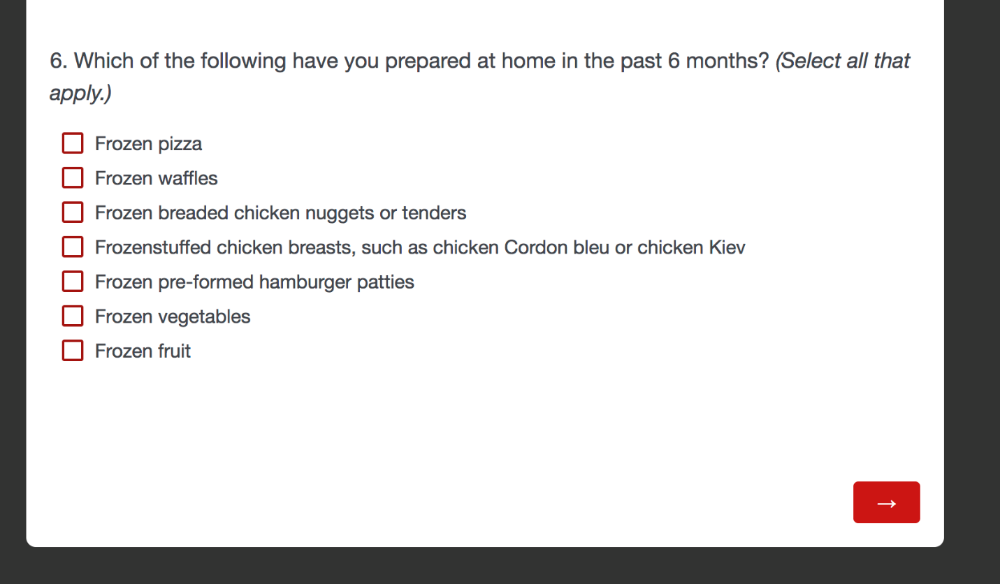 6. Which of the following have you prepared at home in the past 6 months? (Select all that
apply.)
Frozen pizza
Frozen waffles
Frozen breaded chicken nuggets or tenders
Frozenstuffed chicken breasts, such as chicken Cordon bleu or chicken Kiev
Frozen pre-formed hamburger patties
Frozen vegetables
Frozen fruit
→